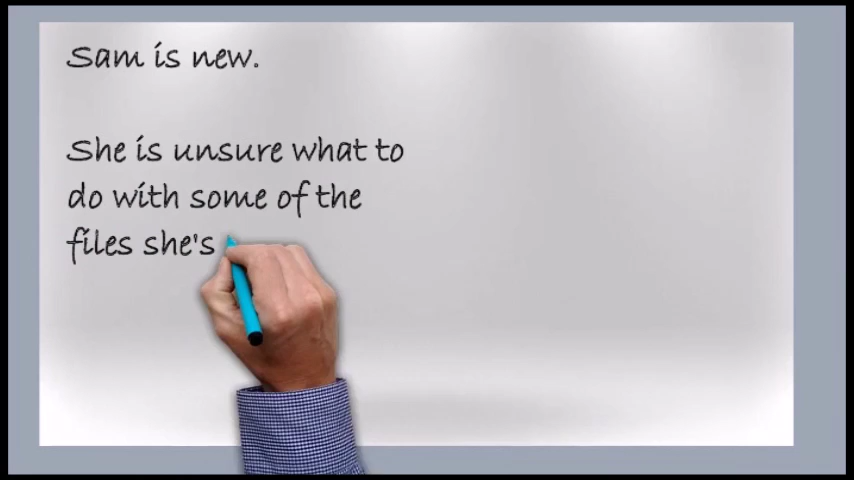 Sam is new.
She is unsure what to
do with some of the
files she's